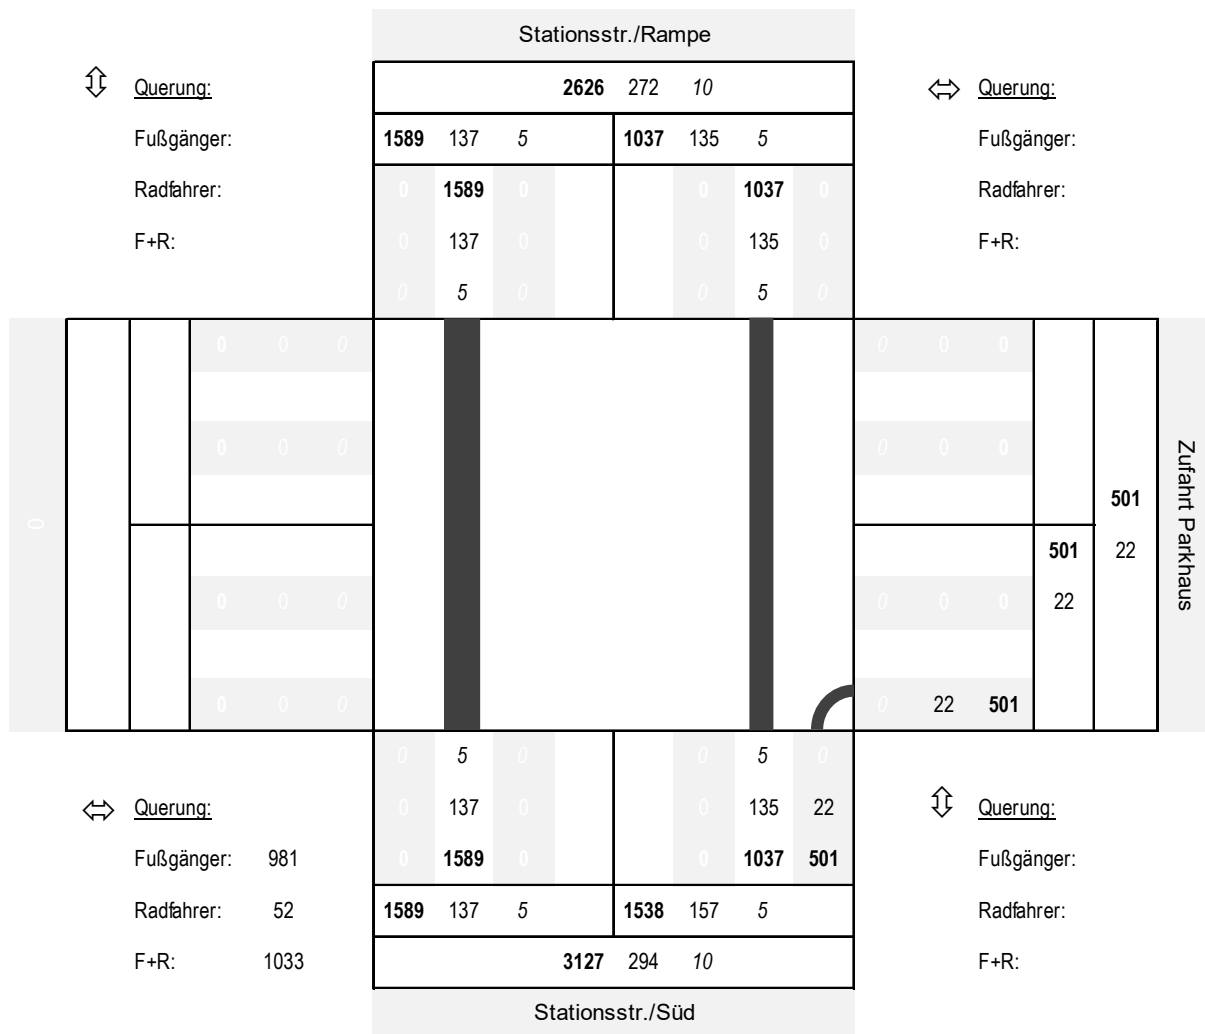 Stationsstr./Rampe
Querung:
2626 272 10
Querung:
Fußgänger:
1589 137 5 1037 135 5
Fußgänger:
Radfahrer:
0 1589 0 0 1037 0
Radfahrer:
F+R:
0 137 0 0 135 0
F+R:
0 5 0 0 5 0
0 0 0 0 0 0
0 0 0 0 0 0
501
0
501 22
0 0 0 0 0 0 22
0 0 0 0 22 501
Zufahrt Parkhaus
0 5 0 0 5 0
Querung:
0 137 0 0 135 22
Querung:
Fußgänger: 981
0 1589 0 0 1037 501
Fußgänger:
Radfahrer: 52
1589 137 5 1538 157 5
Radfahrer:
F+R: 1033
3127 294 10
F+R:
Stationsstr./Süd